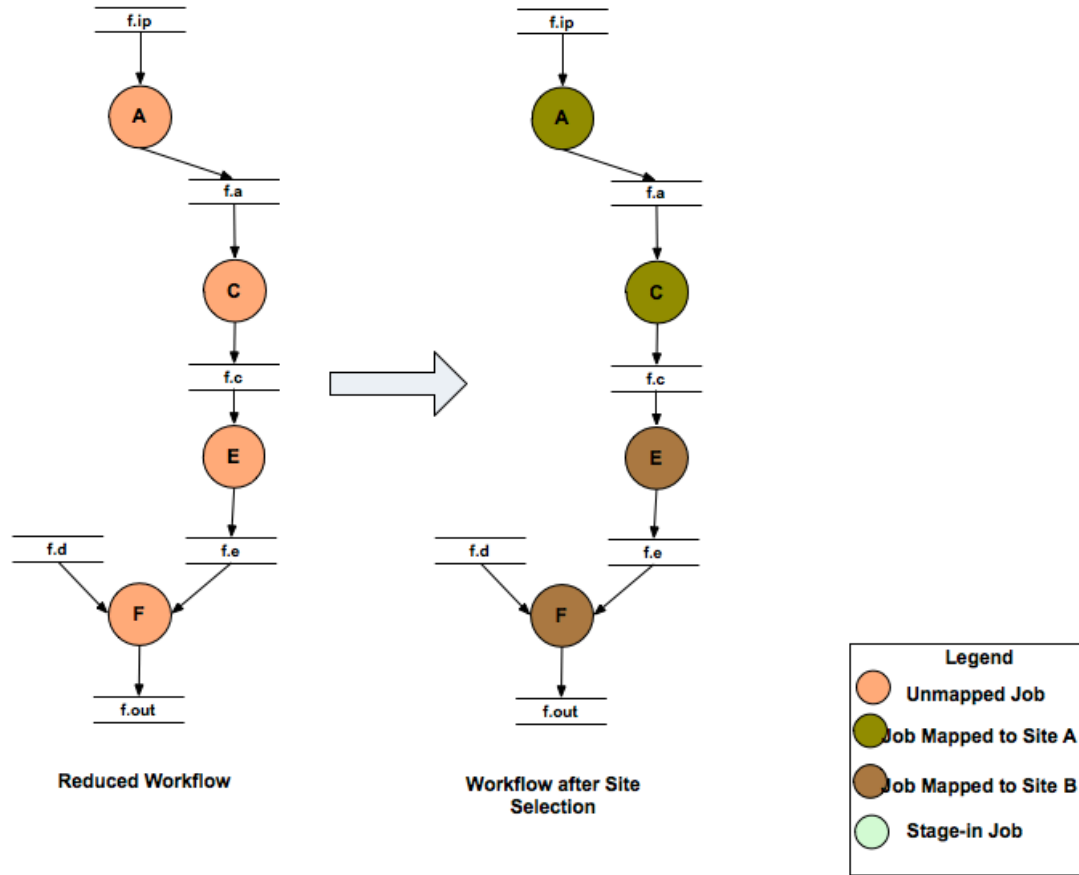 f.ip
A
f.a
C
f.c
E
f.d
f.e
F
f.out
Reduced Workflow
f.ip
A
f.a
C
f.c
E
f.d
f.e
F
f.out
Workflow after Site
Selection
Legend
Unmapped Job
Job Mapped to Site A
Job Mapped to Site B
Stage-in Job